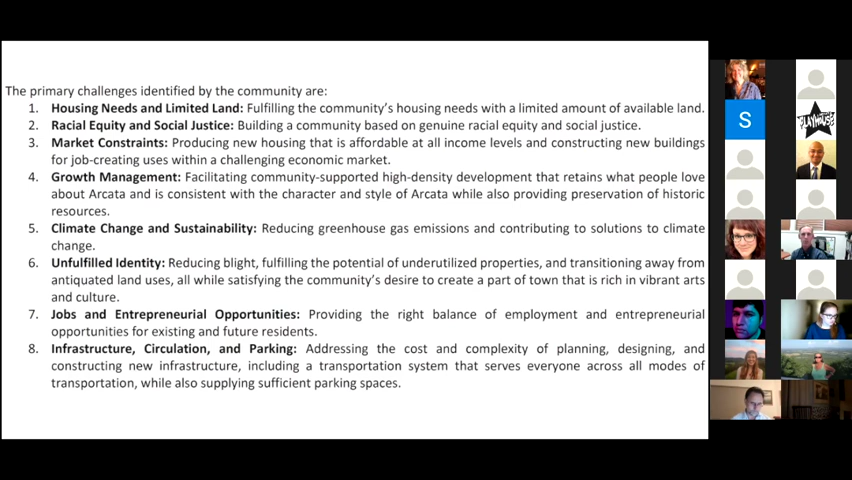 The primary challenges identified by the community are:
1. Housing Needs and Limited Land: Fulfilling the community's housing needs with a limited amount of available land.
2. Racial Equity and Social Justice: Building a community based on genuine racial equity and social justice.
3. Market Constraints: Producing new housing that is affordable at all income levels and constructing new buildings
for job-creating uses within a challenging economic market.
4. Growth Management: Facilitating community-supported high-density development that retains what people love
about Arcata and is consistent with the character and style of Arcata while also providing preservation of historic
resources.
5. Climate Change and Sustainability: Reducing greenhouse gas emissions and contributing to solutions to climate
change.
6. Unfulfilled Identity: Reducing blight, fulfilling the potential of underutilized properties, and transitioning away from
antiquated land uses, all while satisfying the community's desire to create a part of town that is rich in vibrant arts
and culture.
7. Jobs and Entrepreneurial Opportunities: Providing the right balance of employment and entrepreneurial
opportunities for existing and future residents.
8. Infrastructure, Circulation, and Parking: Addressing the cost and complexity of planning, designing, and
constructing new infrastructure, including a transportation system that serves everyone across all modes of
transportation, while also supplying sufficient parking spaces.
S
PLAYHOUSE